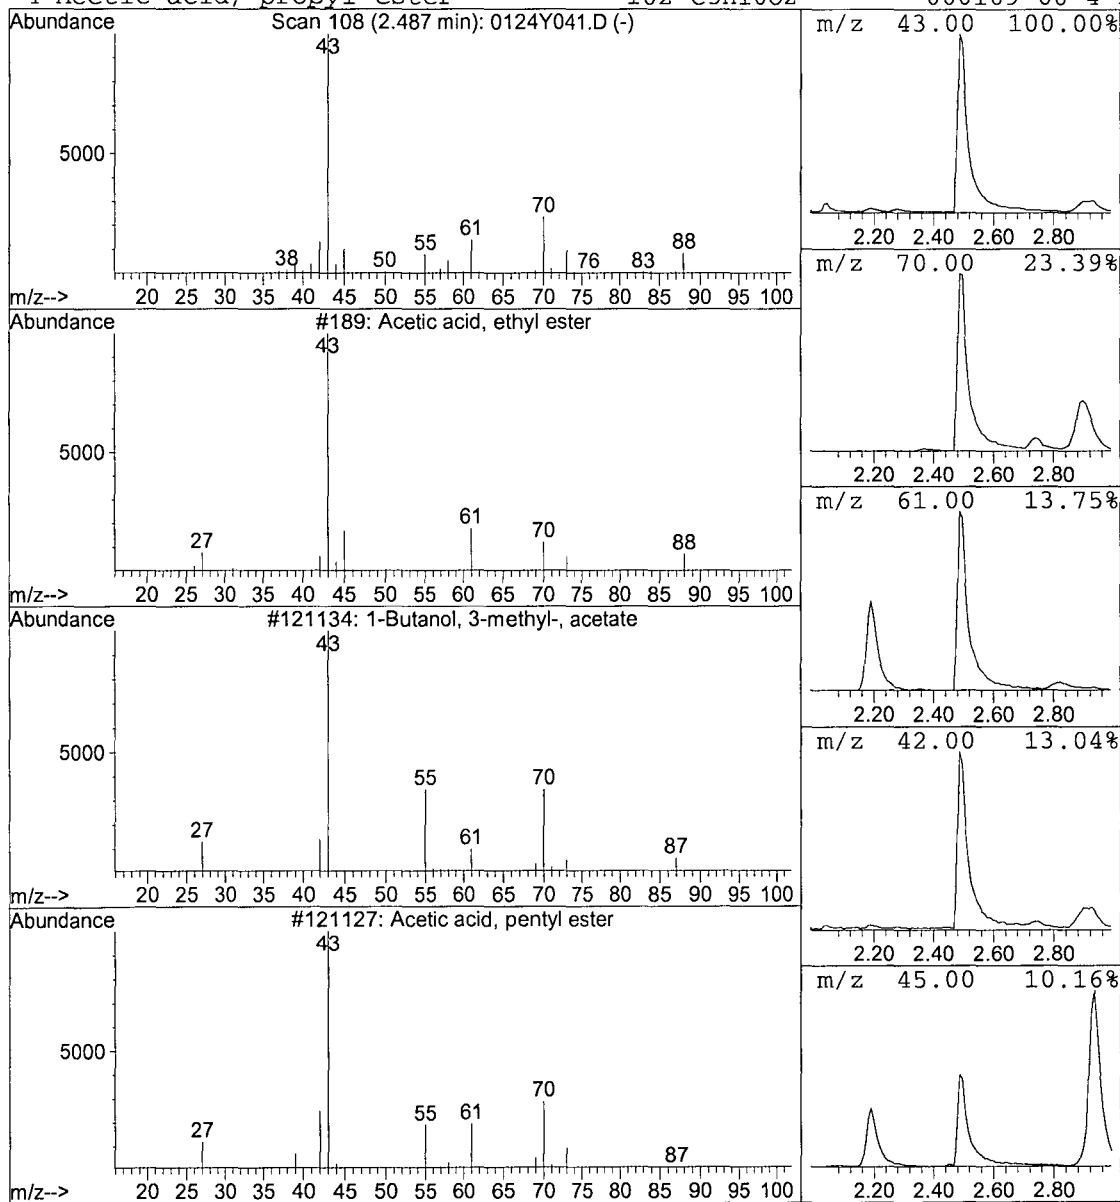 4 Acetic acid, propyl ester 102 C5H10O2 000109-60-4
Abundance Scan 108 (2.487 min): 0124Y041.D (-)
43
5000
70
61
55
38 50 76 83 88
m/z--> 20 25 30 35 40 45 50 55 60 65 70 75 80 85 90 95 100
Abundance #189: Acetic acid, ethyl ester
43
5000
61
27 70 88
m/z--> 20 25 30 35 40 45 50 55 60 65 70 75 80 85 90 95 100
Abundance #121134: 1-Butanol, 3-methyl-, acetate
43
5000
55 70
27 61 87
m/z--> 20 25 30 35 40 45 50 55 60 65 70 75 80 85 90 95 100
Abundance #121127: Acetic acid, pentyl ester
43
5000
70
27 55 61
87
m/z--> 20 25 30 35 40 45 50 55 60 65 70 75 80 85 90 95 100
m/z 43.00 100.00%
2.20 2.40 2.60 2.80
m/z 70.00 23.39%
2.20 2.40 2.60 2.80
m/z 61.00 13.75%
2.20 2.40 2.60 2.80
m/z 42.00 13.04%
2.20 2.40 2.60 2.80
m/z 45.00 10.16%
2.20 2.40 2.60 2.80